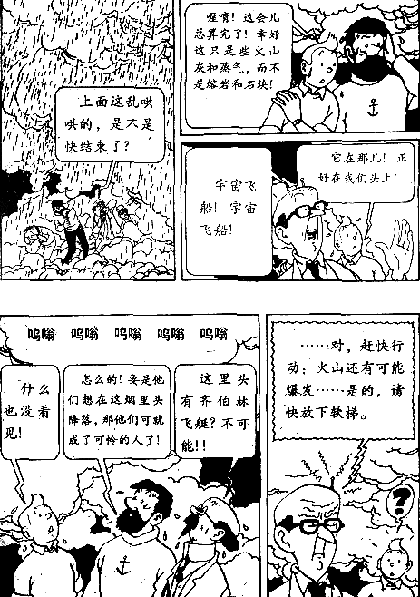 上面这乱哄
哄的，是不是
快结束了？
哩唷！这会儿
总算完了！幸好
这只是些火山
灰和蒸气，而不
是熔岩和石块！
宇宙飞
船！宇宙
飞船！
它在那儿！正
好在我们头上！
呜嗡 呜嗡 呜嗡 呜嗡 呜嗡
什么
也没看
见！
怎么的！要是他
们想在这烟里头
降落，那他们可就
成了可怜的人了！
这里头
有齐伯林
飞艇？不可
能！！
……对，赶快行
动；火山还有可能
爆发……是的，请
快放下软梯。
?